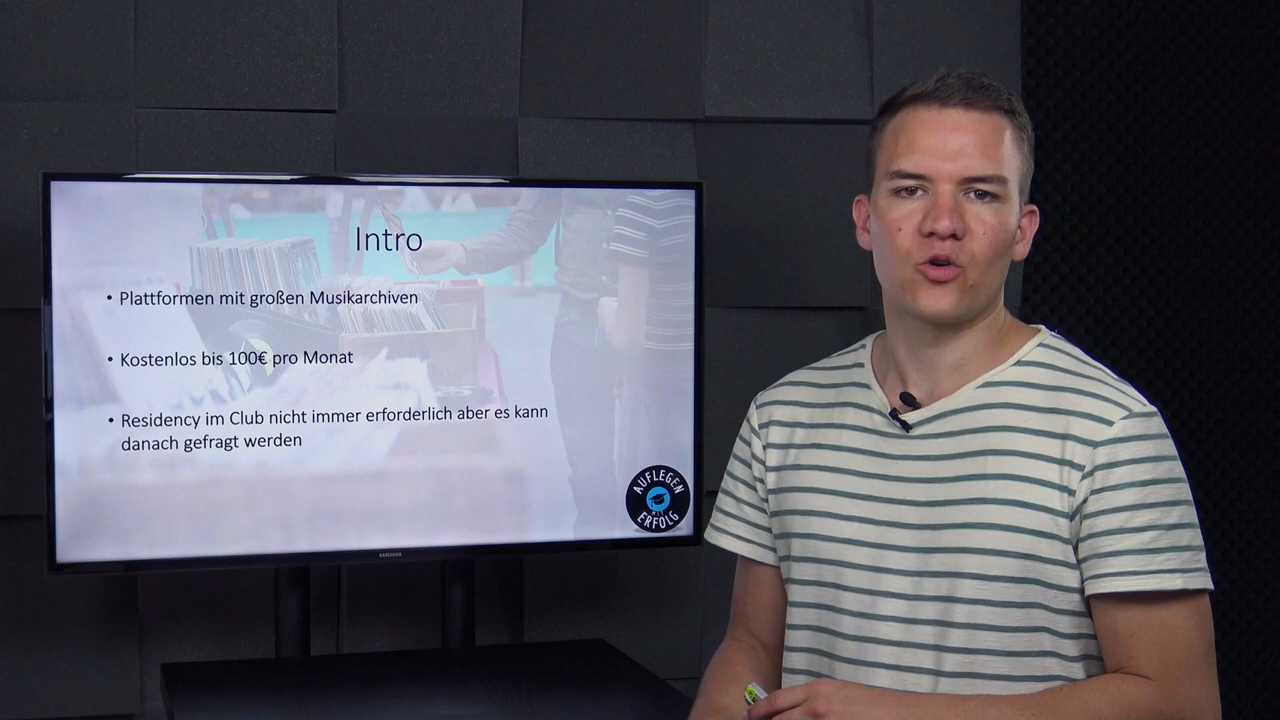 Intro
• Plattformen mit großen Musikarchiven
• Kostenlos bis 100€ pro Monat
• Residency im Club nicht immer erforderlich aber es kann
danach gefragt werden
AUFLEGEN
MIT
ERFOLG
SAMSUNG